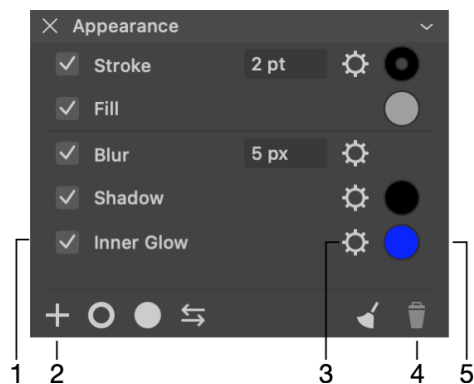 Appearance
Stroke 2 pt
Fill
Blur 5 px
Shadow
Inner Glow
1 2 3 4 5